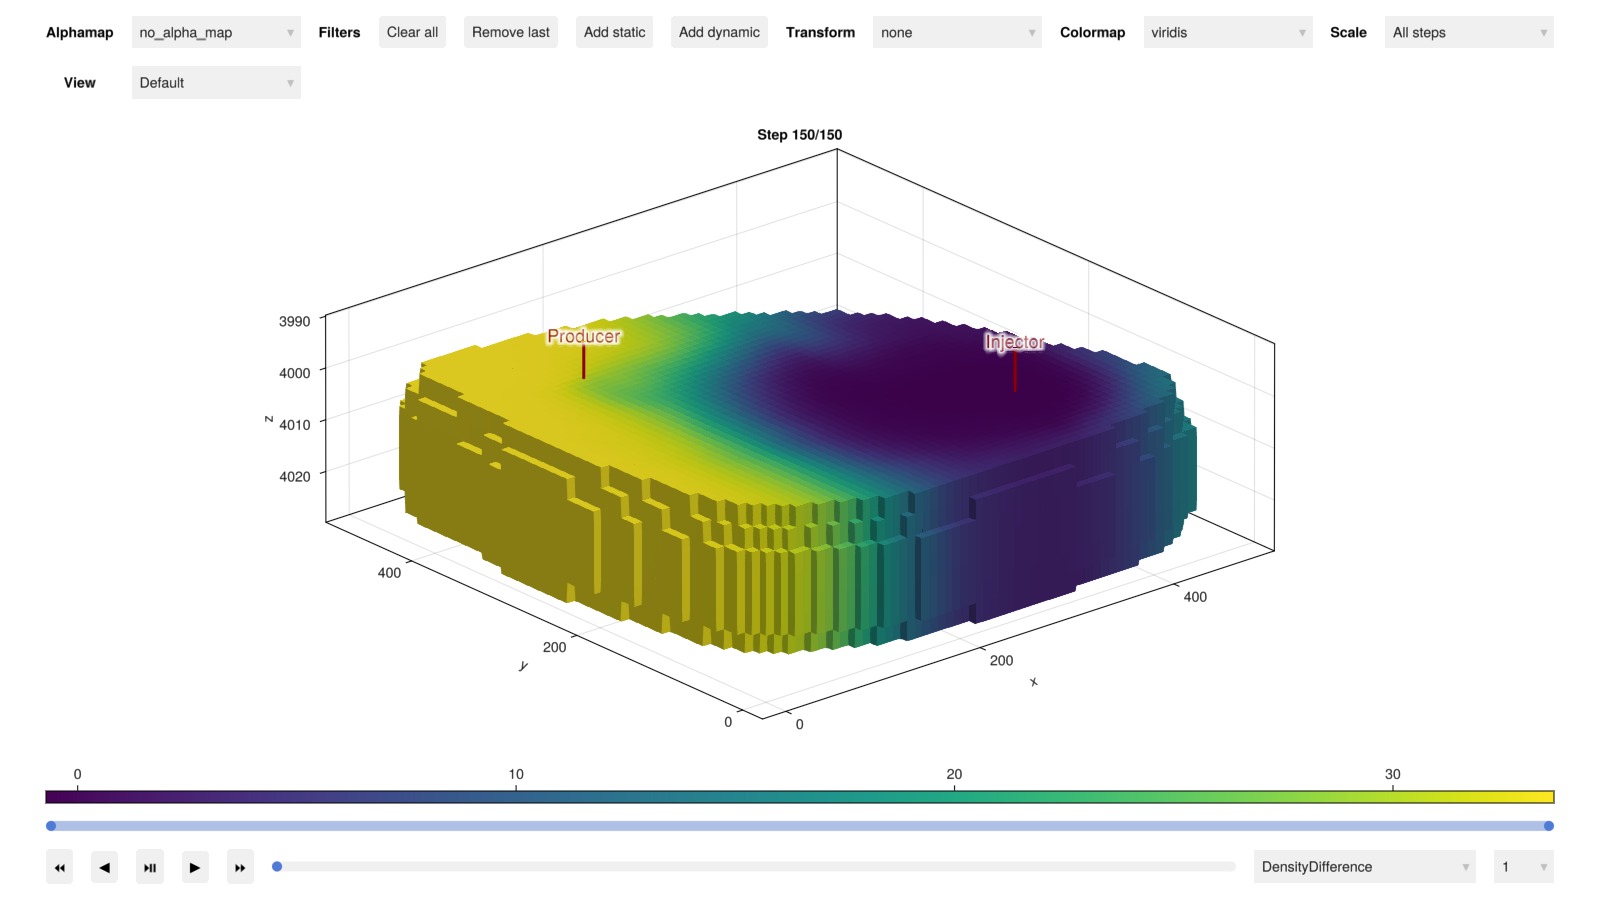 Alphamap no_alpha_map Filters Clear all Remove last Add static Add dynamic Transform none Colormap viridis Scale All steps
View Default
Step 150/150
Producer
Injector
3990
4000
4010
4020
z
400
200
0
y
0
200
400
x
0 10 20 30
DensityDifference 1